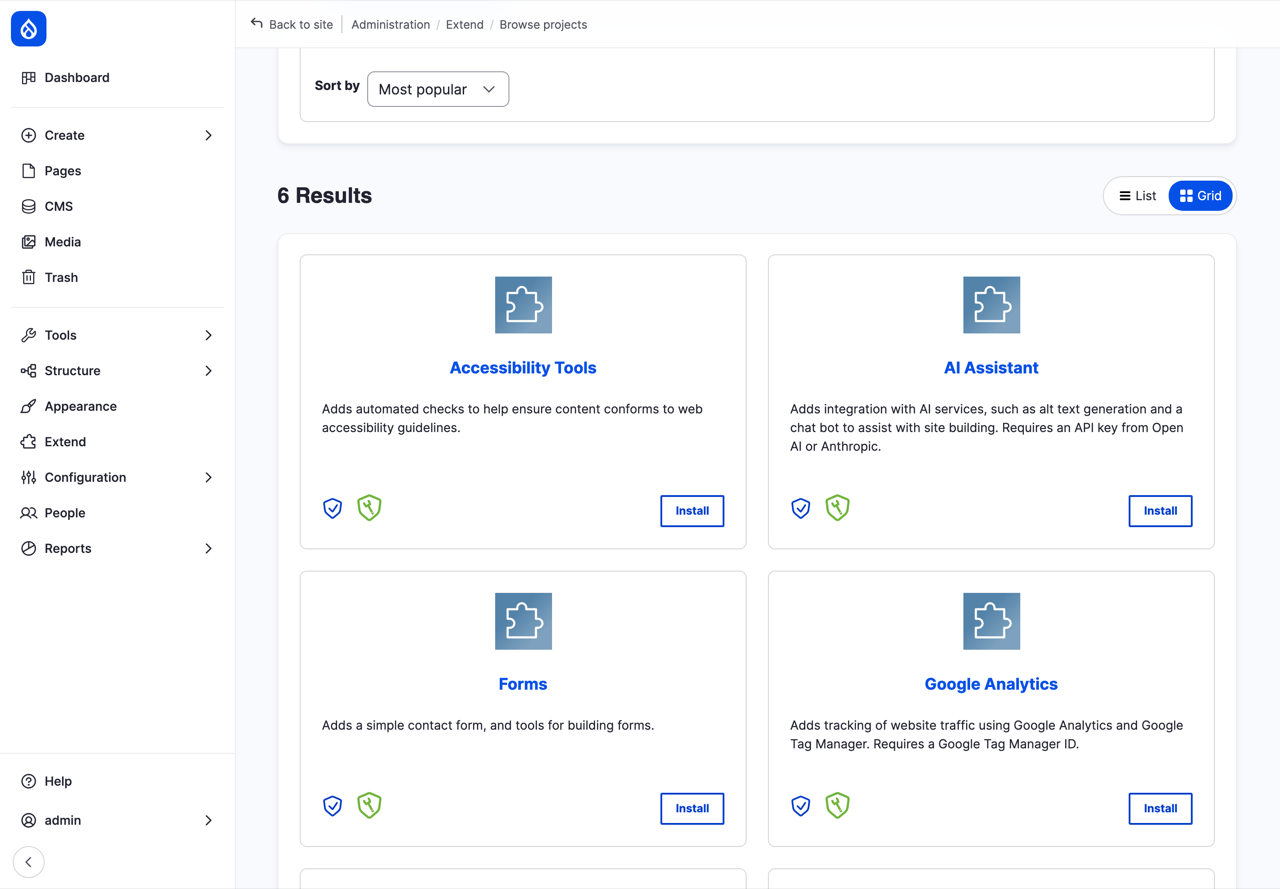 Back to site
Administration / Extend / Browse projects
Dashboard
Create
Pages
CMS
Media
Trash
Tools
Structure
Appearance
Extend
Configuration
People
Reports
Help
admin
Sort by
Most popular
6 Results
List
Grid
Accessibility Tools
Adds automated checks to help ensure content conforms to web
accessibility guidelines.
Install
AI Assistant
Adds integration with AI services, such as alt text generation and a
chat bot to assist with site building. Requires an API key from Open
AI or Anthropic.
Install
Forms
Adds a simple contact form, and tools for building forms.
Install
Google Analytics
Adds tracking of website traffic using Google Analytics and Google
Tag Manager. Requires a Google Tag Manager ID.
Install